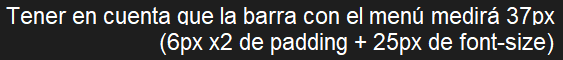 Tener en cuenta que la barra con el menú medirá 37px
(6px x2 de padding + 25px de font-size)